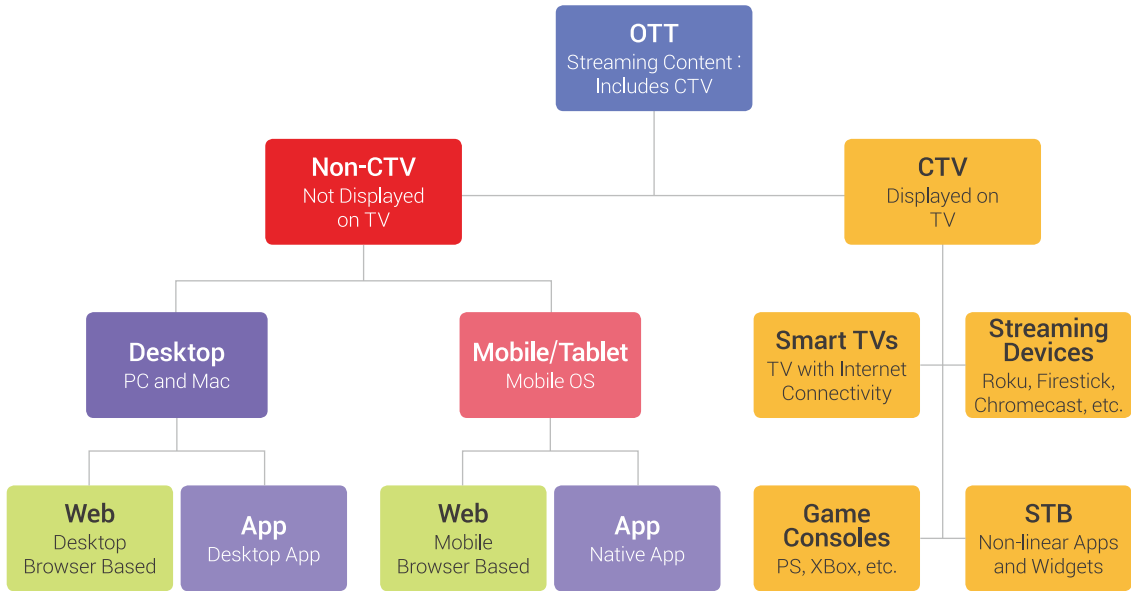 OTT
Streaming Content :
Includes CTV
Non-CTV
Not Displayed
on TV
CTV
Displayed on
TV
Desktop
PC and Mac
Mobile/Tablet
Mobile OS
Smart TVs
TV with Internet
Connectivity
Streaming
Devices
Roku, Firestick,
Chromecast, etc.
Web
Desktop
Browser Based
App
Desktop App
Web
Mobile
Browser Based
App
Native App
Game
Consoles
PS, XBox, etc.
STB
Non-linear Apps
and Widgets